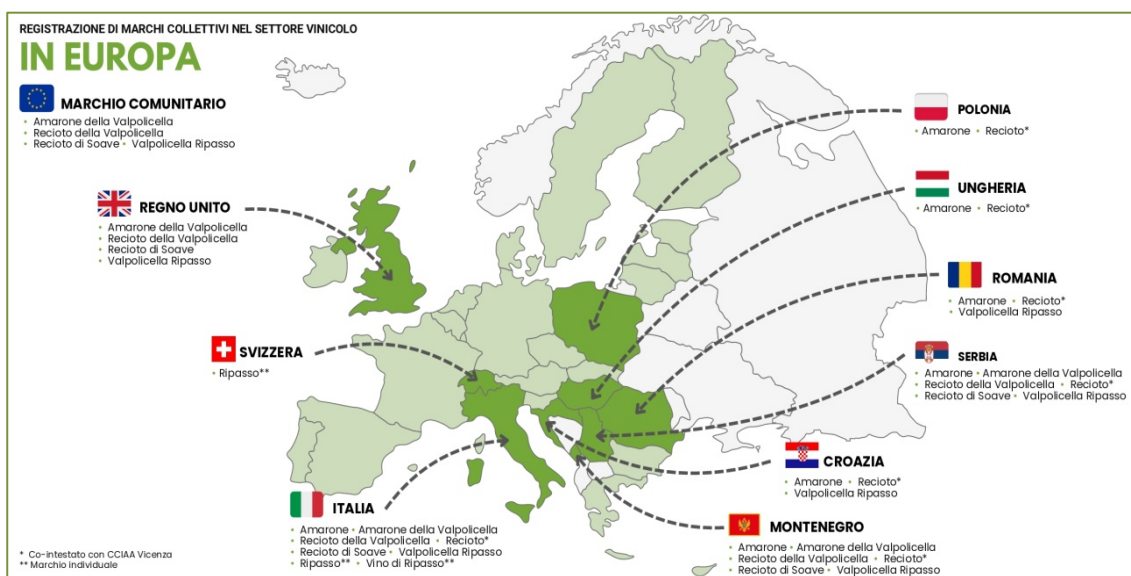 REGISTRAZIONE DI MARCHI COLLETTIVI NEL SETTORE VINICOLO
IN EUROPA
MARCHIO COMUNITARIO
• Amarone della Valpolicella
• Recioto della Valpolicella
• Recioto di Soave • Valpolicella Ripasso
REGNO UNITO
• Amarone della Valpolicella
• Recioto della Valpolicella
• Recioto di Soave
• Valpolicella Ripasso
SVIZZERA
• Ripasso**
ITALIA
• Amarone • Amarone della Valpolicella
• Recioto della Valpolicella • Recioto*
• Recioto di Soave • Valpolicella Ripasso
• Ripasso** • Vino di Ripasso**
POLONIA
• Amarone • Recioto*
UNGHERIA
• Amarone • Recioto*
ROMANIA
• Amarone • Recioto*
• Valpolicella Ripasso
SERBIA
• Amarone • Amarone della Valpolicella
• Recioto della Valpolicella • Recioto*
• Recioto di Soave • Valpolicella Ripasso
CROAZIA
• Amarone • Recioto*
• Valpolicella Ripasso
MONTENEGRO
• Amarone • Amarone della Valpolicella
• Recioto della Valpolicella • Recioto*
• Recioto di Soave • Valpolicella Ripasso
* Co-intestato con CCIAA Vicenza
** Marchio individuale